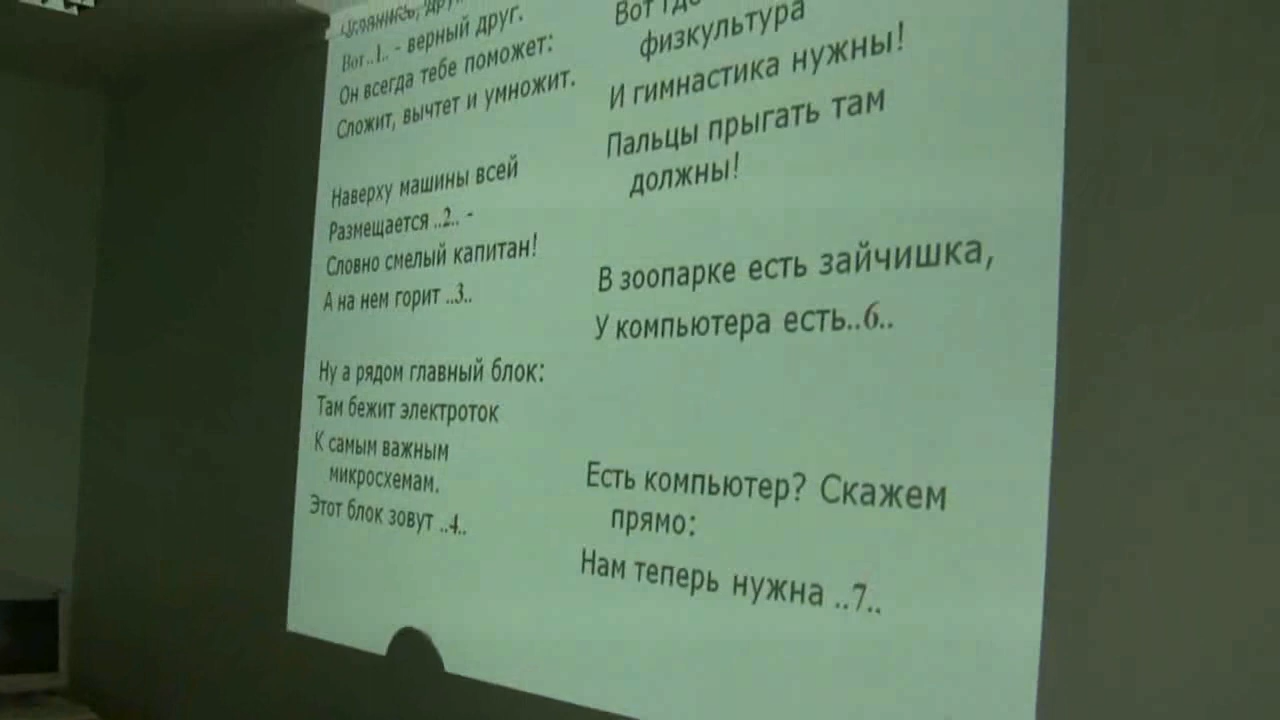 Вот..1.. - верный друг.
Он всегда тебе поможет:
Сложит, вычтет и умножит.
Наверху машины всей
Размещается ..2.. -
Словно смелый капитан!
А на нем горит ..3..
Ну а рядом главный блок:
Там бежит электроток
К самым важным
микросхемам.
Этот блок зовут ..4..
Вот где
физкультура
И гимнастика нужны!
Пальцы прыгать там
должны!
В зоопарке есть зайчишка,
У компьютера есть..6..
Есть компьютер? Скажем
прямо:
Нам теперь нужна ..7..